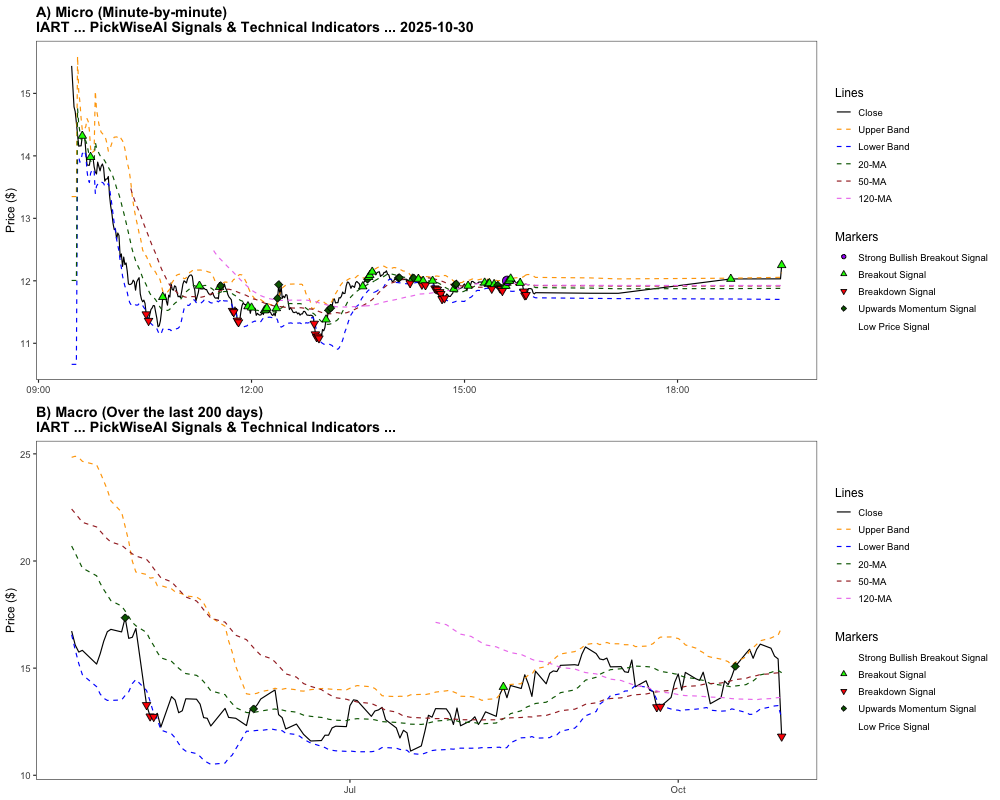 A) Micro (Minute-by-minute)
IART ... PickWiseAI Signals & Technical Indicators ... 2025-10-30
Price ($)
15
14
13
12
11
09:00
12:00
15:00
18:00
Lines
Close
Upper Band
Lower Band
20-MA
50-MA
120-MA
Markers
Strong Bullish Breakout Signal
Breakout Signal
Breakdown Signal
Upwards Momentum Signal
Low Price Signal
B) Macro (Over the last 200 days)
IART ... PickWiseAI Signals & Technical Indicators ...
Price ($)
25
20
15
10
Jul
Oct
Lines
Close
Upper Band
Lower Band
20-MA
50-MA
120-MA
Markers
Strong Bullish Breakout Signal
Breakout Signal
Breakdown Signal
Upwards Momentum Signal
Low Price Signal